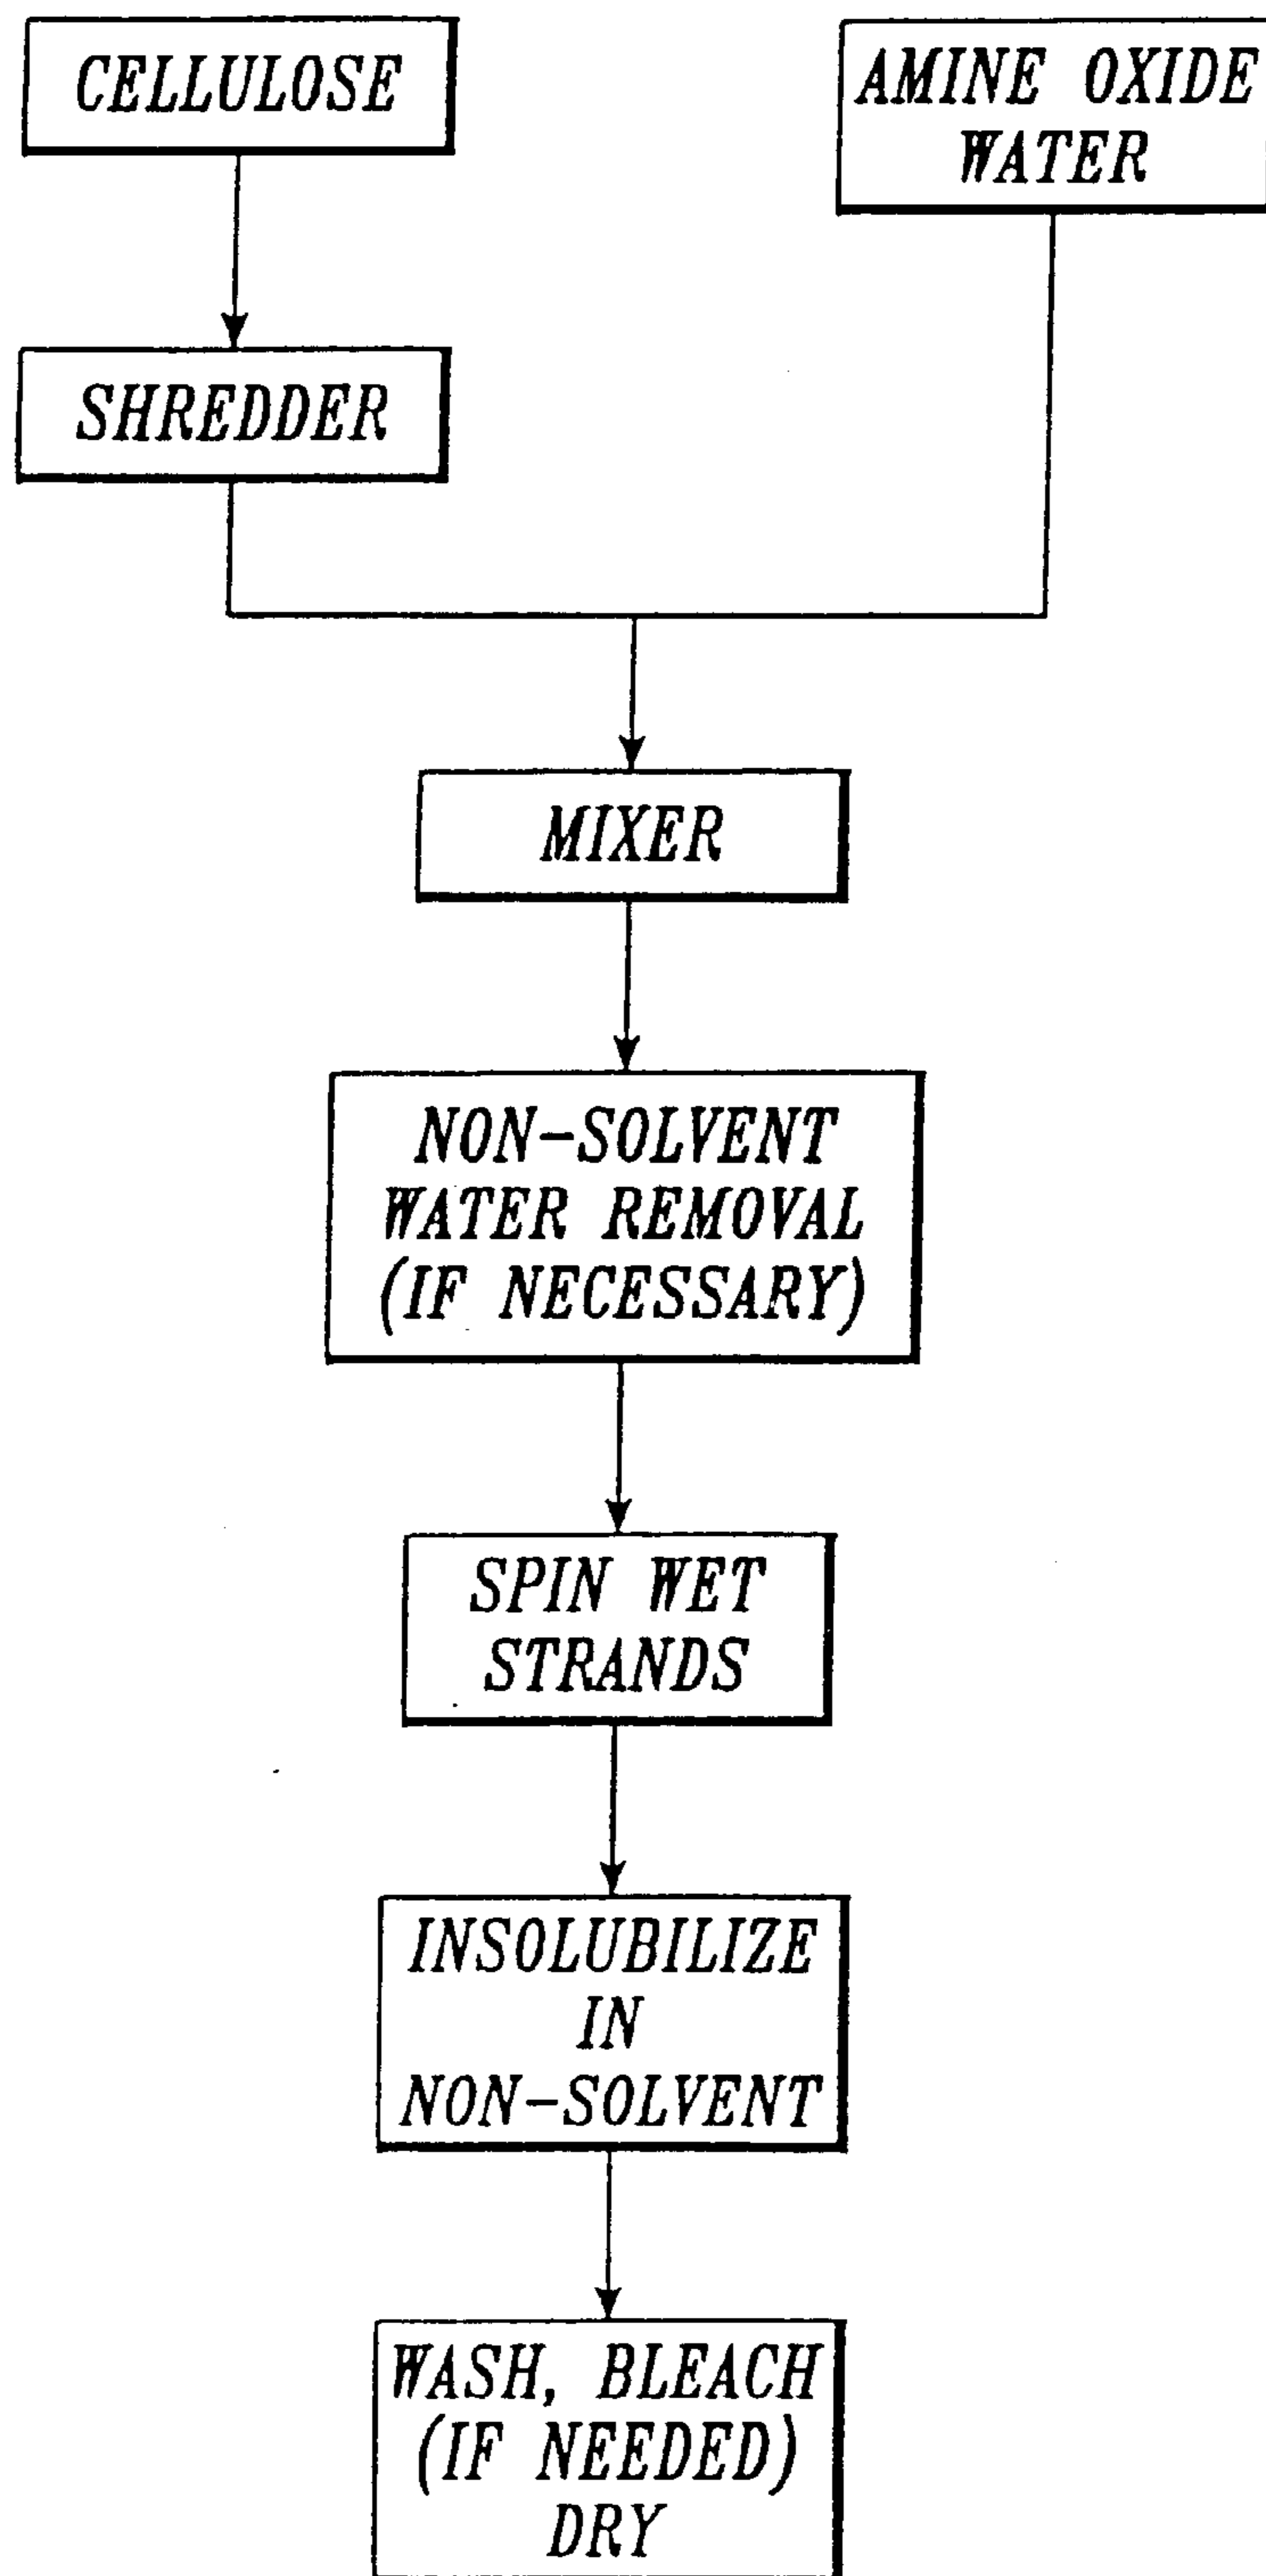 CELLULOSE
AMINE OXIDE
WATER
SHREDDER
MIXER
NON-SOLVENT
WATER REMOVAL
(IF NECESSARY)
SPIN WET
STRANDS
INSOLUBILIZE
IN
NON-SOLVENT
WASH, BLEACH
(IF NEEDED)
DRY